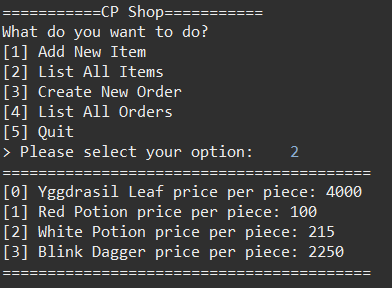 ===========CP Shop===========
What do you want to do?
[1] Add New Item
[2] List All Items
[3] Create New Order
[4] List All Orders
[5] Quit
> Please select your option:    2
=========================================
[0] Yggdrasil Leaf price per piece: 4000
[1] Red Potion price per piece: 100
[2] White Potion price per piece: 215
[3] Blink Dagger price per piece: 2250
=========================================